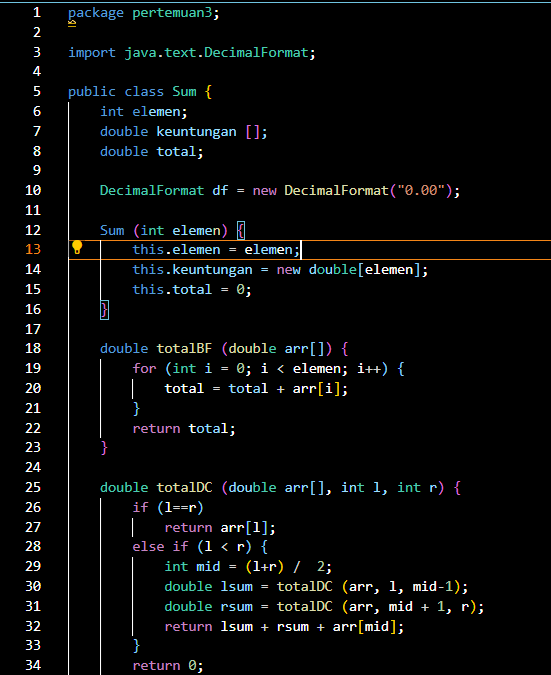 1 package pertemuan3;
2
3 import java.text.DecimalFormat;
4
5 public class Sum {
6     int elemen;
7     double keuntungan [];
8     double total;
9
10     DecimalFormat df = new DecimalFormat("0.00");
11
12     Sum (int elemen) {
13         this.elemen = elemen;
14         this.keuntungan = new double[elemen];
15         this.total = 0;
16     }
17
18     double totalBF (double arr[]) {
19         for (int i = 0; i < elemen; i++) {
20             total = total + arr[i];
21         }
22         return total;
23     }
24
25     double totalDC (double arr[], int l, int r) {
26         if (l==r)
27             return arr[l];
28         else if (l < r) {
29             int mid = (l+r) /  2;
30             double lsum = totalDC (arr, l, mid-1);
31             double rsum = totalDC (arr, mid + 1, r);
32             return lsum + rsum + arr[mid];
33         }
34         return 0;